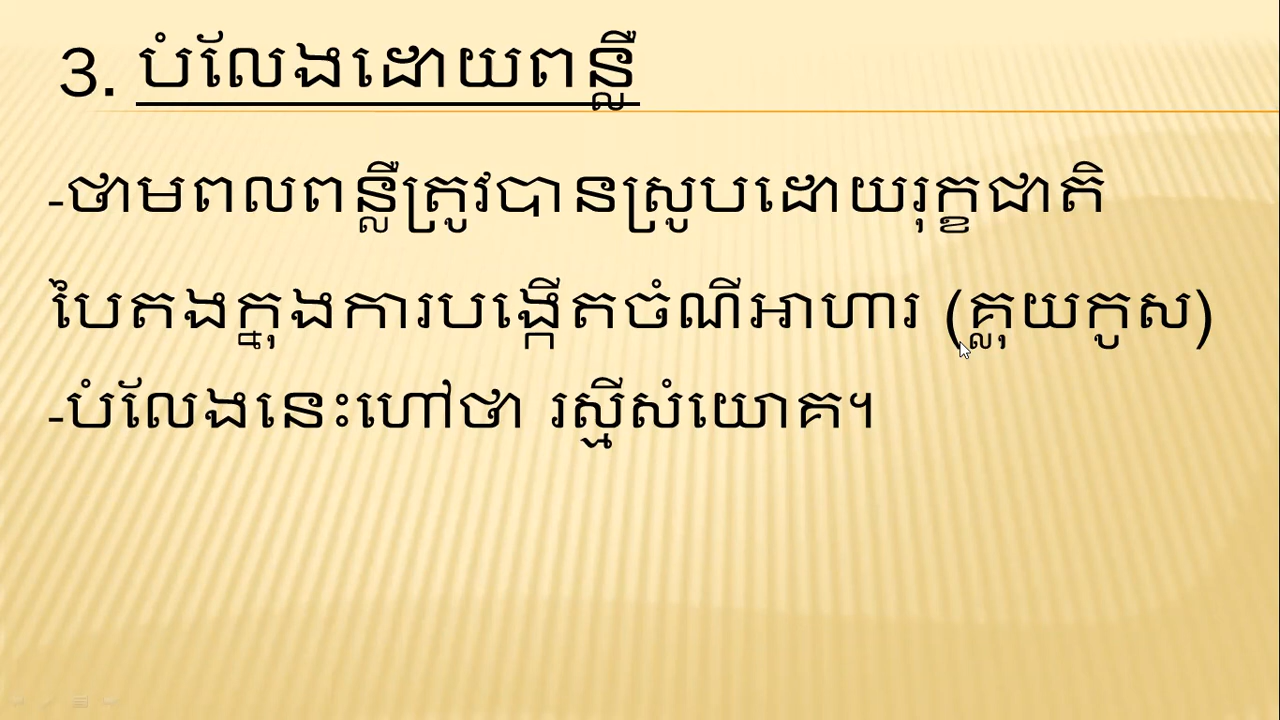 3. បំលែងដោយពន្លឺ
-ថាមពលពន្លឺត្រូវបានស្រូបដោយរុក្ខជាតិ
បៃតងក្នុងការបង្កើតចំណីអាហារ (គ្លុយកូស)
-បំលែងនេះហៅថា រស្មីសំយោគ។